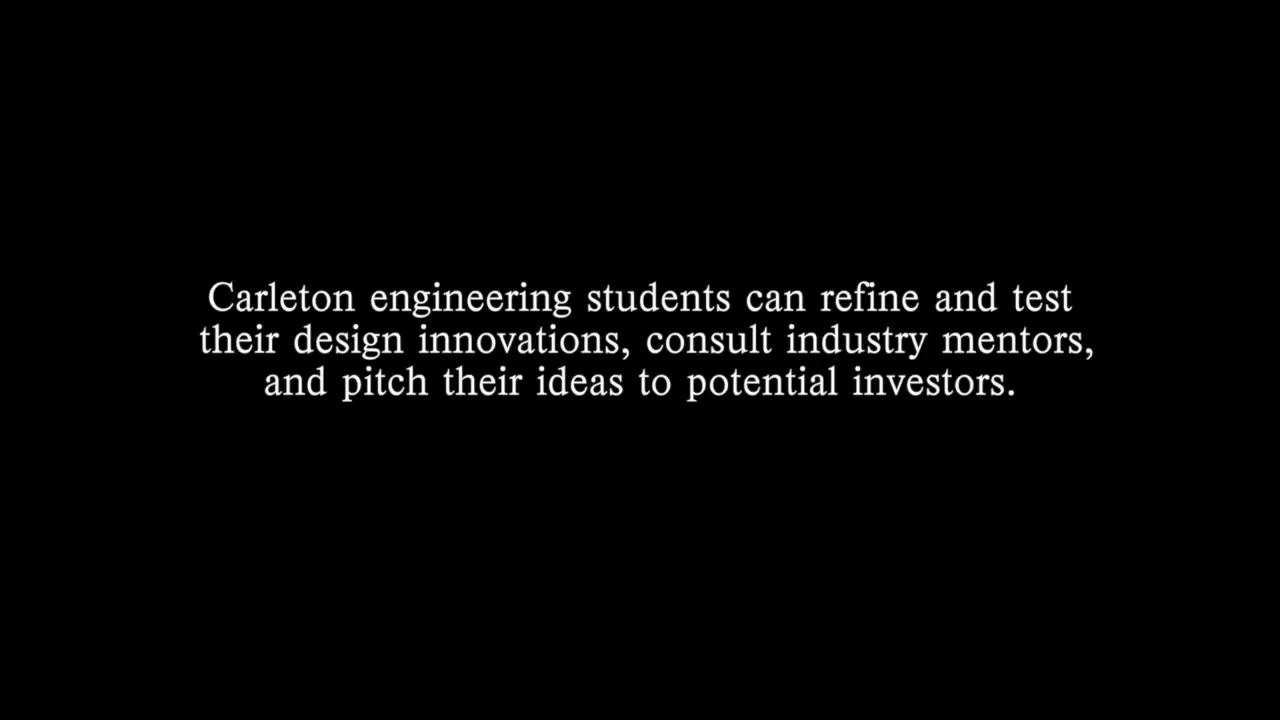 Carleton engineering students can refine and test
their design innovations, consult industry mentors,
and pitch their ideas to potential investors.